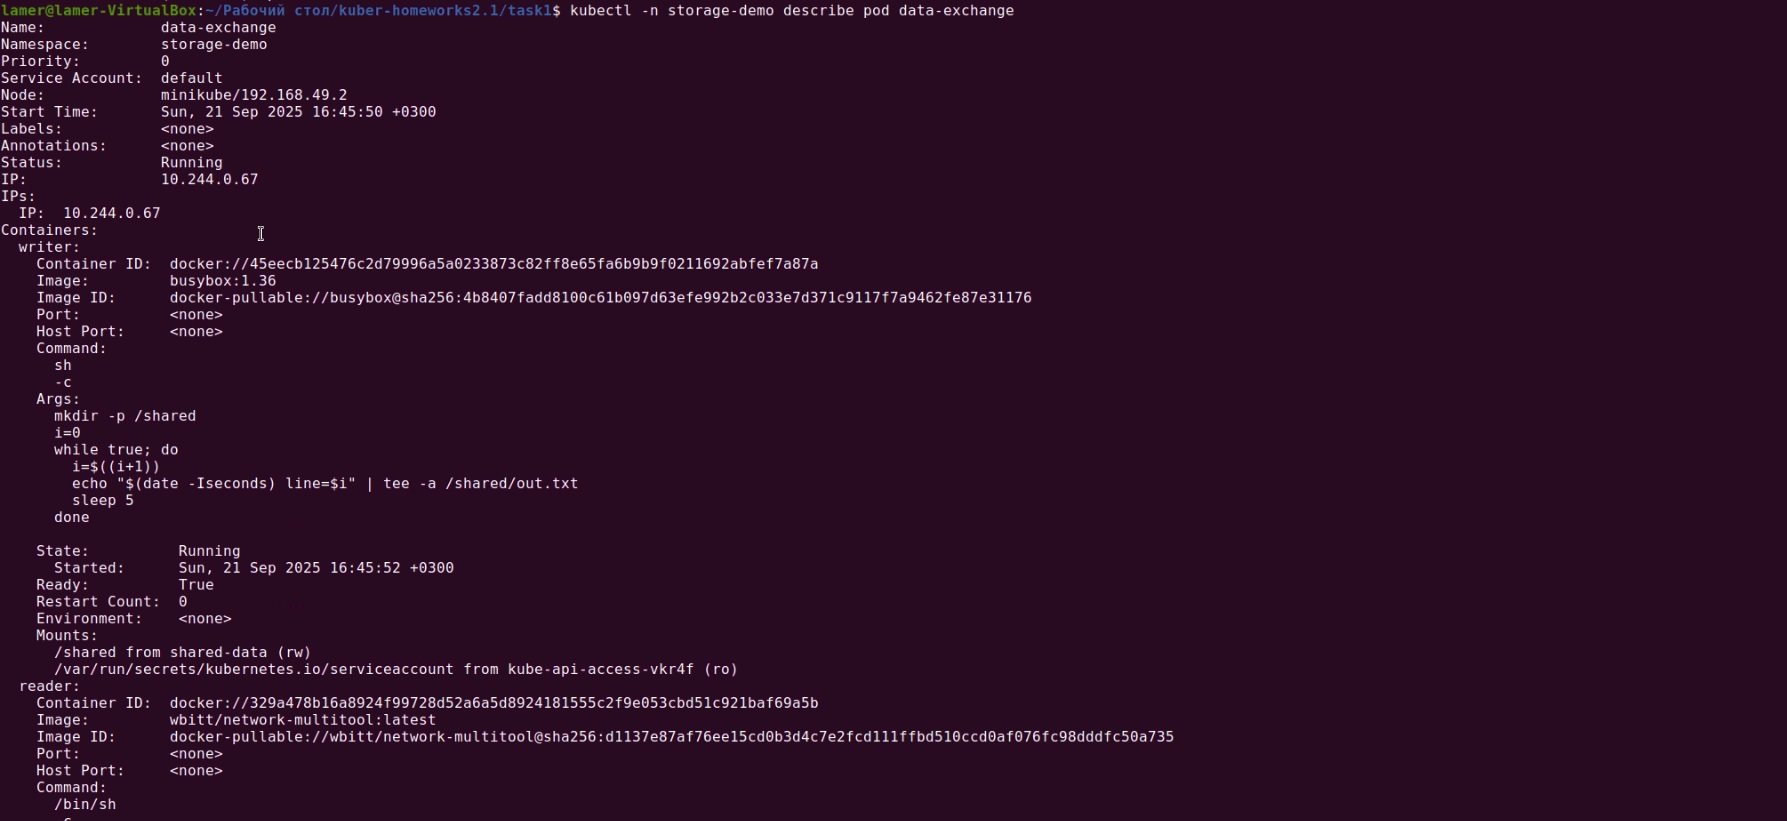 lamer@lamer-VirtualBox:~/Рабочий стол/kuber-homeworks2.1/task1$ kubectl -n storage-demo describe pod data-exchange
Name:             data-exchange
Namespace:        storage-demo
Priority:         0
Service Account:  default
Node:             minikube/192.168.49.2
Start Time:       Sun, 21 Sep 2025 16:45:50 +0300
Labels:           <none>
Annotations:      <none>
Status:           Running
IP:               10.244.0.67
IPs:
  IP:  10.244.0.67
Containers:
  writer:
    Container ID:  docker://45eecb125476c2d79996a5a0233873c82ff8e65fa6b9b9f0211692abfef7a87a
    Image:         busybox:1.36
    Image ID:      docker-pullable://busybox@sha256:4b8407fadd8100c61b097d63efe992b2c033e7d371c9117f7a9462fe87e31176
    Port:          <none>
    Host Port:     <none>
    Command:
      sh
      -c
    Args:
      mkdir -p /shared
      i=0
      while true; do
        i=$((i+1))
        echo "$(date -Iseconds) line=$i" | tee -a /shared/out.txt
        sleep 5
      done
    State:          Running
      Started:      Sun, 21 Sep 2025 16:45:52 +0300
    Ready:          True
    Restart Count:  0
    Environment:    <none>
    Mounts:
      /shared from shared-data (rw)
      /var/run/secrets/kubernetes.io/serviceaccount from kube-api-access-vkr4f (ro)
  reader:
    Container ID:  docker://329a478b16a8924f99728d52a6a5d8924181555c2f9e053cbd51c921baf69a5b
    Image:         wbitt/network-multitool:latest
    Image ID:      docker-pullable://wbitt/network-multitool@sha256:d1137e87af76ee15cd0b3d4c7e2fcd111ffbd510ccd0af076fc98dddfc50a735
    Port:          <none>
    Host Port:     <none>
    Command:
      /bin/sh